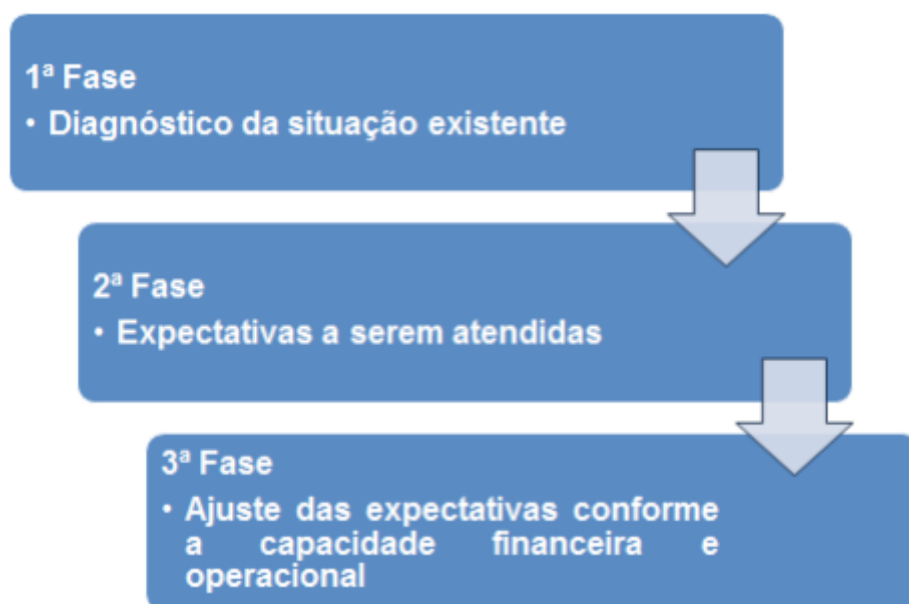 1ª Fase
• Diagnóstico da situação existente
2ª Fase
• Expectativas a serem atendidas
3ª Fase
• Ajuste das expectativas conforme
a capacidade financeira e
operacional